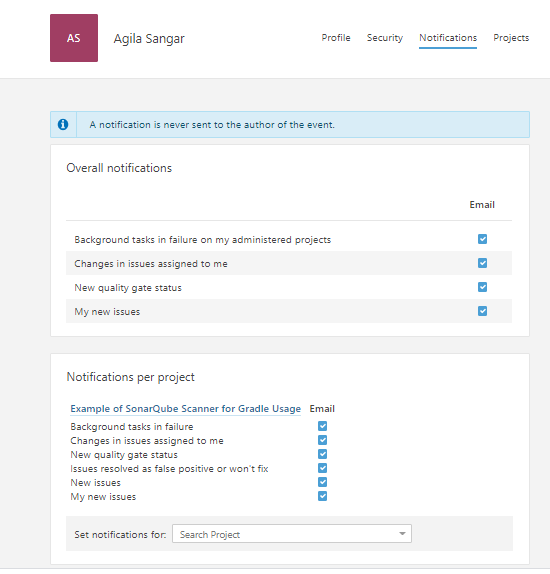 AS
Agila Sangar
Profile Security Notifications Projects
A notification is never sent to the author of the event.
Overall notifications
Email
Background tasks in failure on my administered projects
Changes in issues assigned to me
New quality gate status
My new issues
Notifications per project
Example of SonarQube Scanner for Gradle Usage Email
Background tasks in failure
Changes in issues assigned to me
New quality gate status
Issues resolved as false positive or won't fix
New issues
My new issues
Set notifications for: Search Project